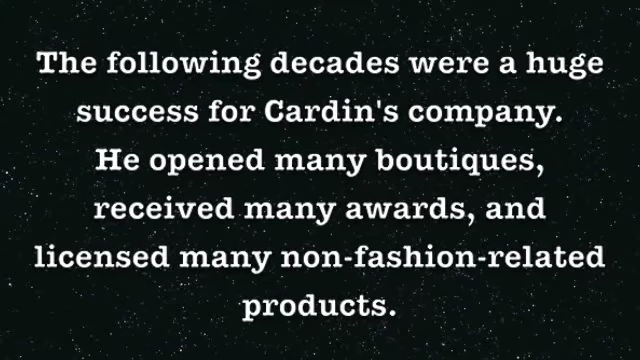 The following decades were a huge
success for Cardin's company.
He opened many boutiques,
received many awards, and
licensed many non-fashion-related
products.